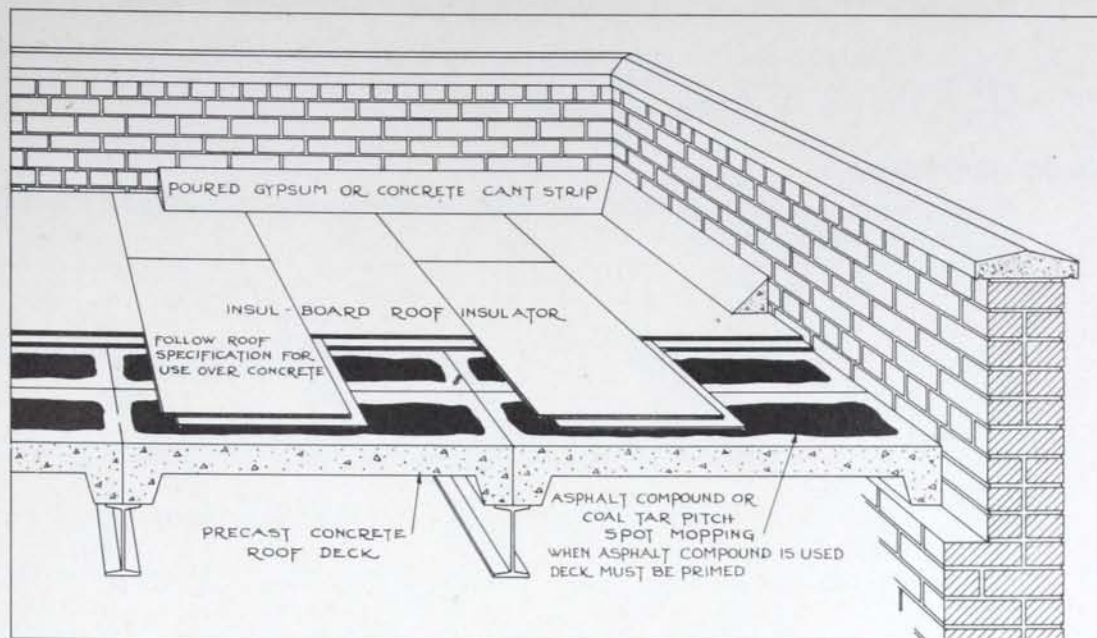 POURED GYPSUM OR CONCRETE CANT STRIP
INSUL-BOARD ROOF INSULATOR
FOLLOW ROOF
SPECIFICATION FOR
USE OVER CONCRETE
PRECAST CONCRETE
ROOF DECK
ASPHALT COMPOUND OR
COAL TAR PITCH
SPOT MOPPING
WHEN ASPHALT COMPOUND IS USED
DECK MUST BE PRIMED